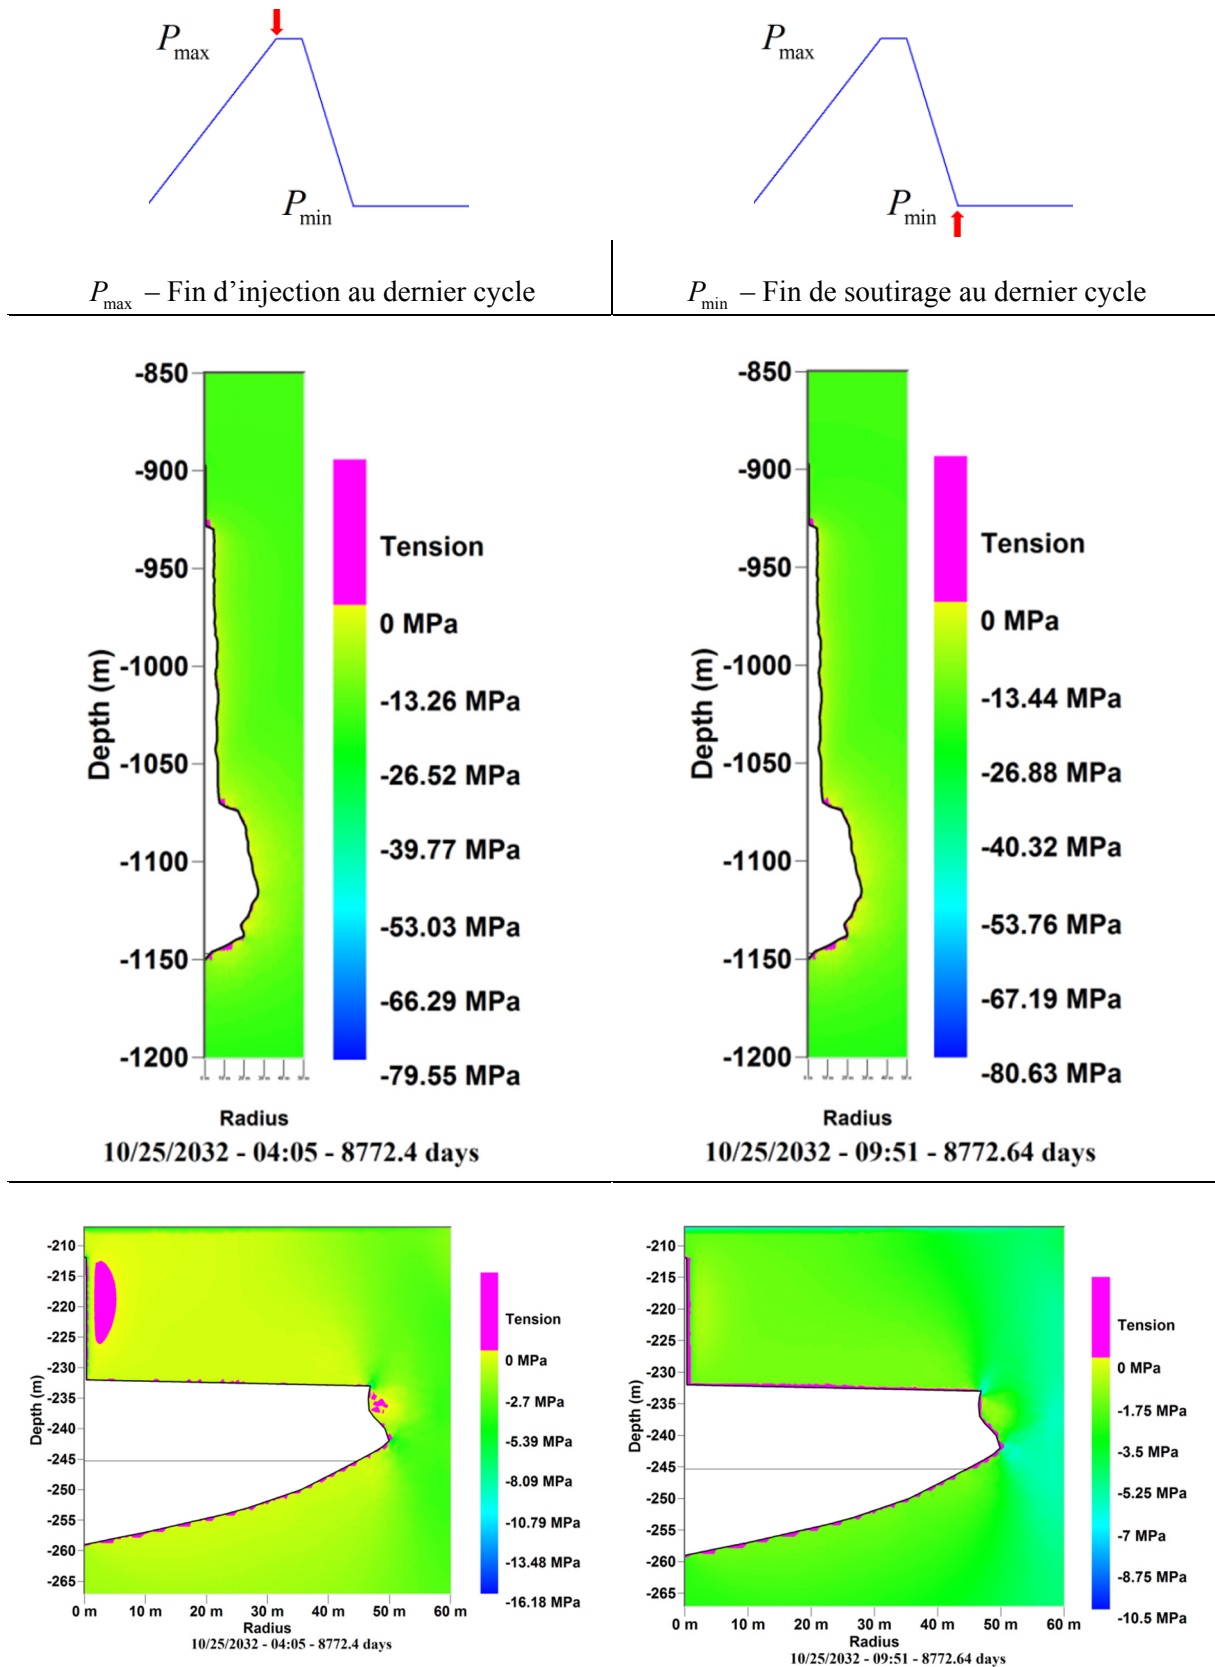 Pmax
Pmin
Pmax
Pmin
Pmax – Fin d’injection au dernier cycle
Pmin – Fin de soutirage au dernier cycle
Depth (m)
-850
-900
-950
-1000
-1050
-1100
-1150
-1200
Tension
0 MPa
-13.26 MPa
-26.52 MPa
-39.77 MPa
-53.03 MPa
-66.29 MPa
-79.55 MPa
Radius
10/25/2032 - 04:05 - 8772.4 days
Depth (m)
-850
-900
-950
-1000
-1050
-1100
-1150
-1200
Tension
0 MPa
-13.44 MPa
-26.88 MPa
-40.32 MPa
-53.76 MPa
-67.19 MPa
-80.63 MPa
Radius
10/25/2032 - 09:51 - 8772.64 days
Depth (m)
-210
-215
-220
-225
-230
-235
-240
-245
-250
-255
-260
-265
0 m 10 m 20 m 30 m 40 m 50 m 60 m
Radius
10/25/2032 - 04:05 - 8772.4 days
Tension
0 MPa
-2.7 MPa
-5.39 MPa
-8.09 MPa
-10.79 MPa
-13.48 MPa
-16.18 MPa
Depth (m)
-210
-215
-220
-225
-230
-235
-240
-245
-250
-255
-260
-265
0 m 10 m 20 m 30 m 40 m 50 m 60 m
Radius
10/25/2032 - 09:51 - 8772.64 days
Tension
0 MPa
-1.75 MPa
-3.5 MPa
-5.25 MPa
-7 MPa
-8.75 MPa
-10.5 MPa